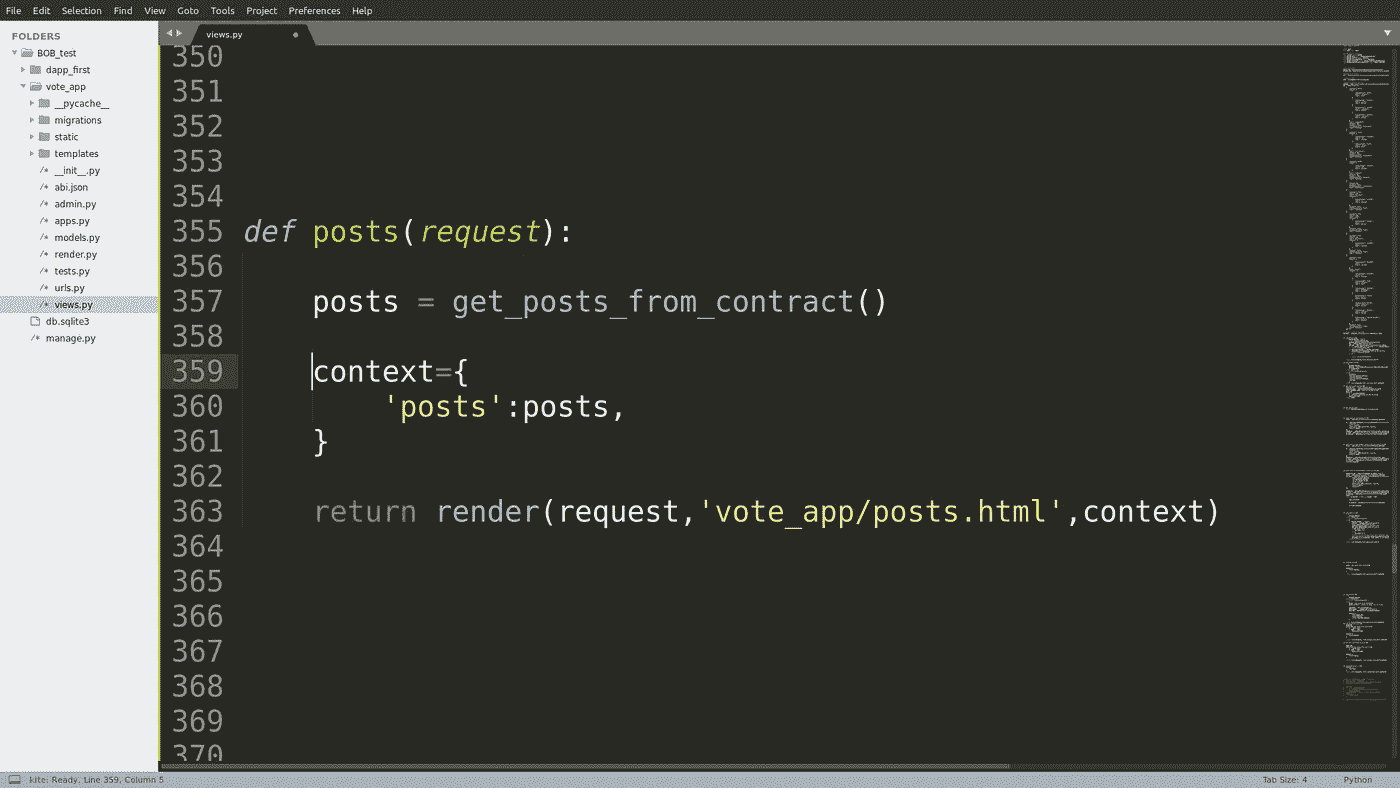 File Edit Selection Find View Goto Tools Project Preferences Help
FOLDERS
BOB_test
dapp_first
vote_app
__pycache__
migrations
static
templates
/* __init__.py
/* abi.json
/* admin.py
/* apps.py
/* models.py
/* render.py
/* tests.py
/* urls.py
/* views.py
db.sqlite3
/* manage.py
views.py
350
351
352
353
354
355 def posts(request):
356
357 posts = get_posts_from_contract()
358
359 context={
360 'posts':posts,
361 }
362
363 return render(request,'vote_app/posts.html',context)
364
365
366
367
368
369
370
kite: Ready, Line 359, Column 5
Tab Size: 4
Python